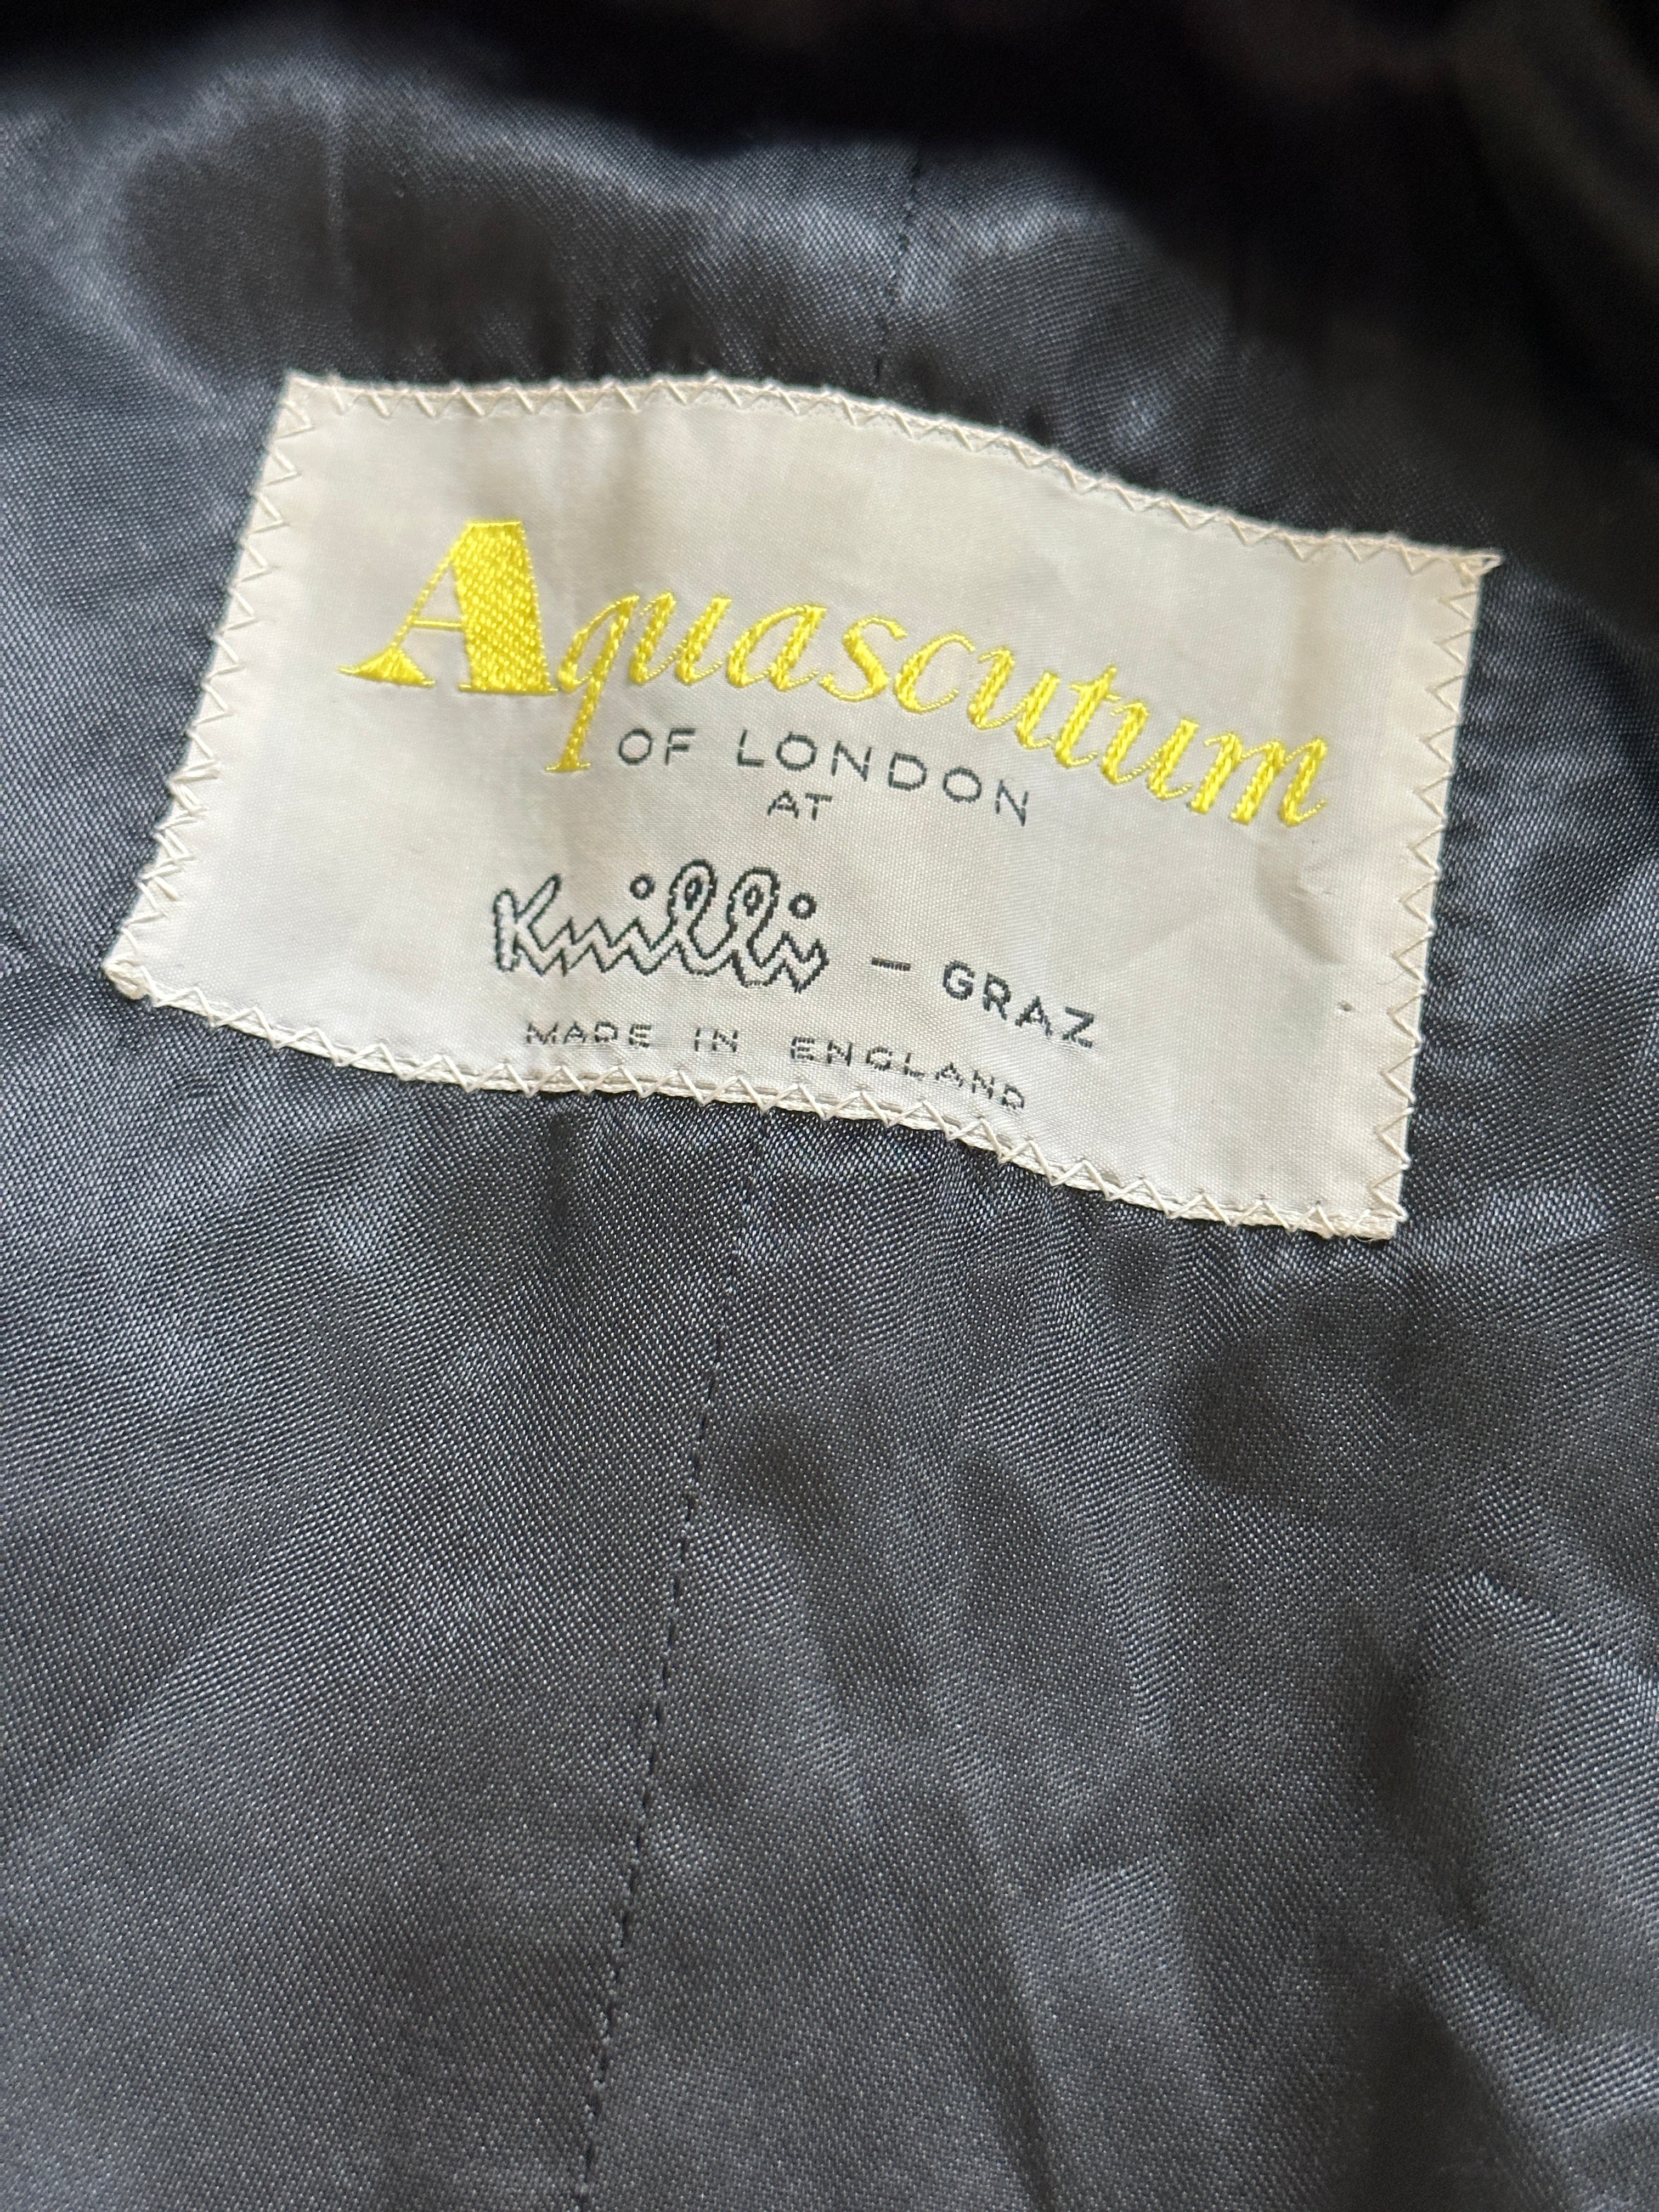 Aquascutum
OF LONDON
AT
Knilli - GRAZ
MADE IN ENGLAND